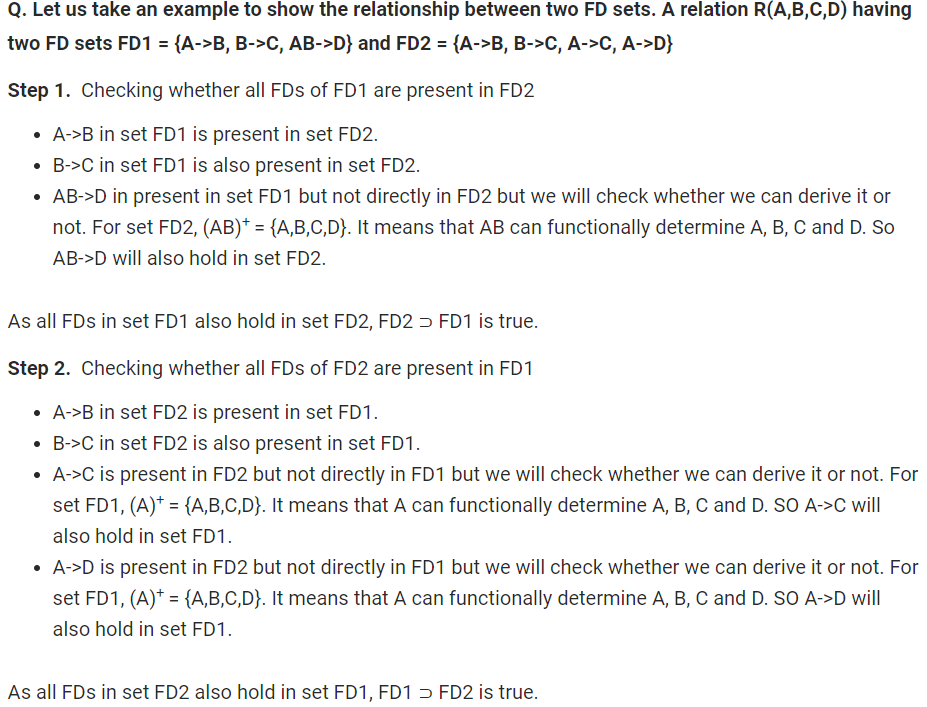 Q. Let us take an example to show the relationship between two FD sets. A relation R(A,B,C,D) having
two FD sets FD1 = {A->B, B->C, AB->D} and FD2 = {A->B, B->C, A->C, A->D}
Step 1. Checking whether all FDs of FD1 are present in FD2
• A->B in set FD1 is present in set FD2.
• B->C in set FD1 is also present in set FD2.
• AB->D in present in set FD1 but not directly in FD2 but we will check whether we can derive it or
not. For set FD2, (AB)⁺ = {A,B,C,D}. It means that AB can functionally determine A, B, C and D. So
AB->D will also hold in set FD2.
As all FDs in set FD1 also hold in set FD2, FD2 ⊃ FD1 is true.
Step 2. Checking whether all FDs of FD2 are present in FD1
• A->B in set FD2 is present in set FD1.
• B->C in set FD2 is also present in set FD1.
• A->C is present in FD2 but not directly in FD1 but we will check whether we can derive it or not. For
set FD1, (A)⁺ = {A,B,C,D}. It means that A can functionally determine A, B, C and D. SO A->C will
also hold in set FD1.
• A->D is present in FD2 but not directly in FD1 but we will check whether we can derive it or not. For
set FD1, (A)⁺ = {A,B,C,D}. It means that A can functionally determine A, B, C and D. SO A->D will
also hold in set FD1.
As all FDs in set FD2 also hold in set FD1, FD1 ⊃ FD2 is true.